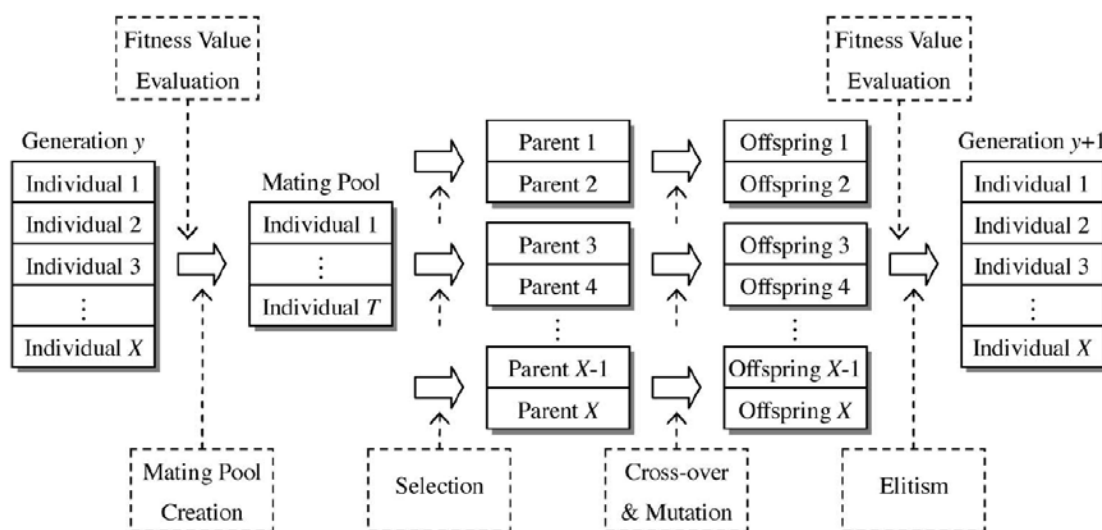 Fitness Value
Evaluation
Fitness Value
Evaluation
Generation y
Individual 1
Individual 2
Individual 3
⋮
Individual X
Mating Pool
Individual 1
⋮
Individual T
Parent 1
Parent 2
Parent 3
Parent 4
⋮
Parent X-1
Parent X
Offspring 1
Offspring 2
Offspring 3
Offspring 4
⋮
Offspring X-1
Offspring X
Generation y+1
Individual 1
Individual 2
Individual 3
⋮
Individual X
Mating Pool
Creation
Selection
Cross-over
& Mutation
Elitism